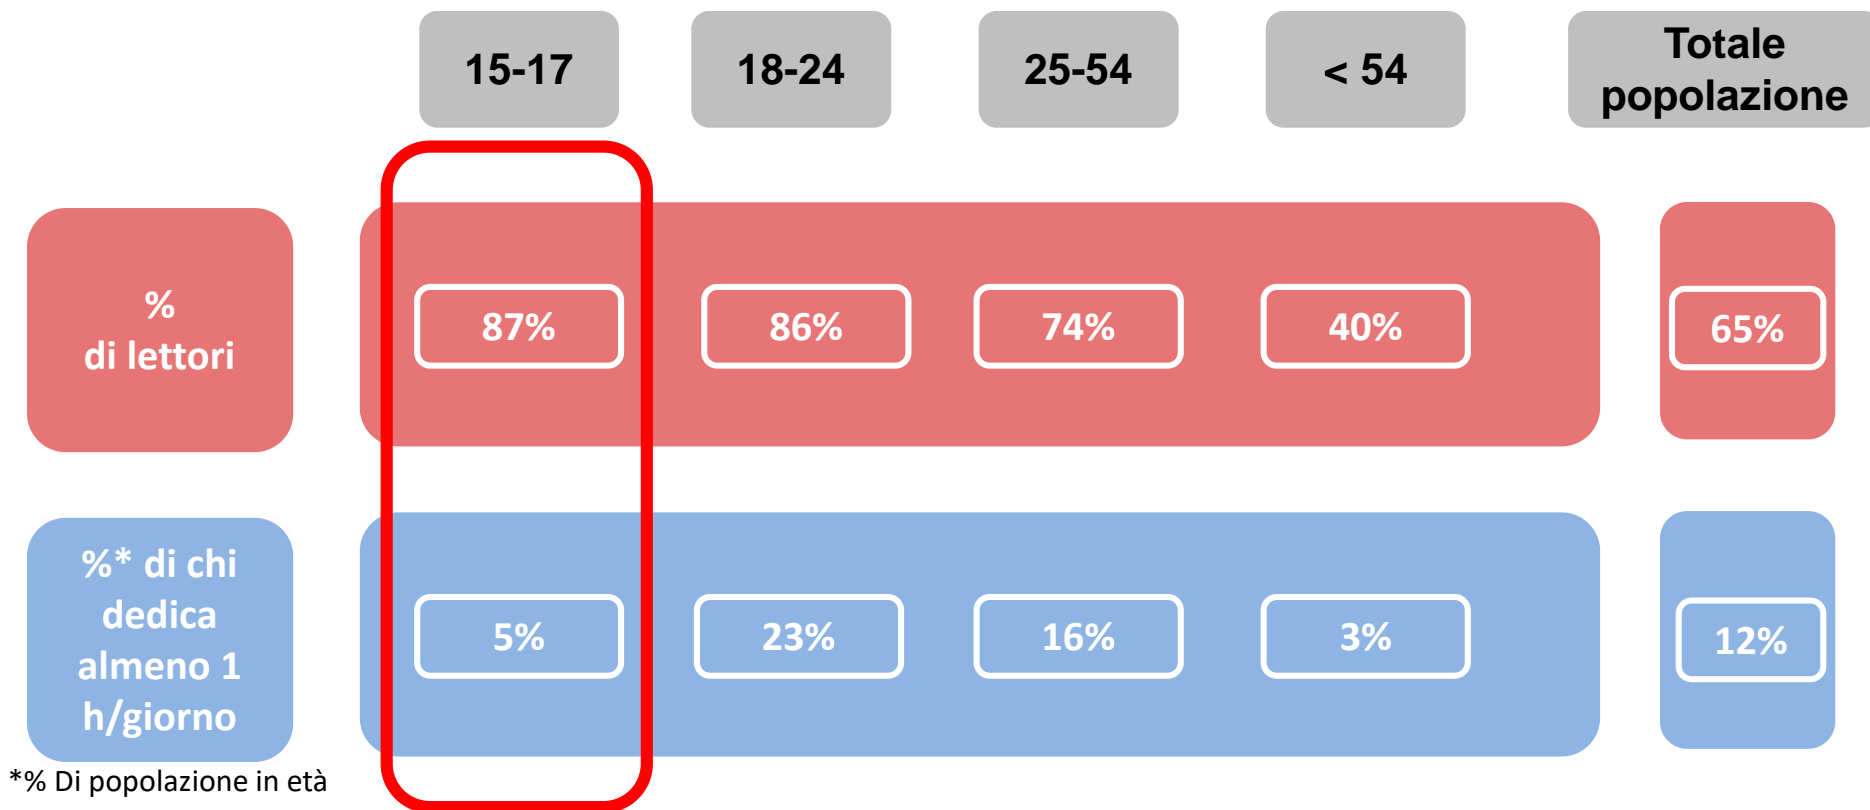 15-17
18-24
25-54
< 54
Totale
popolazione
%
di lettori
87%
86%
74%
40%
65%
%* di chi
dedica
almeno 1
h/giorno
5%
23%
16%
3%
12%
*% Di popolazione in età